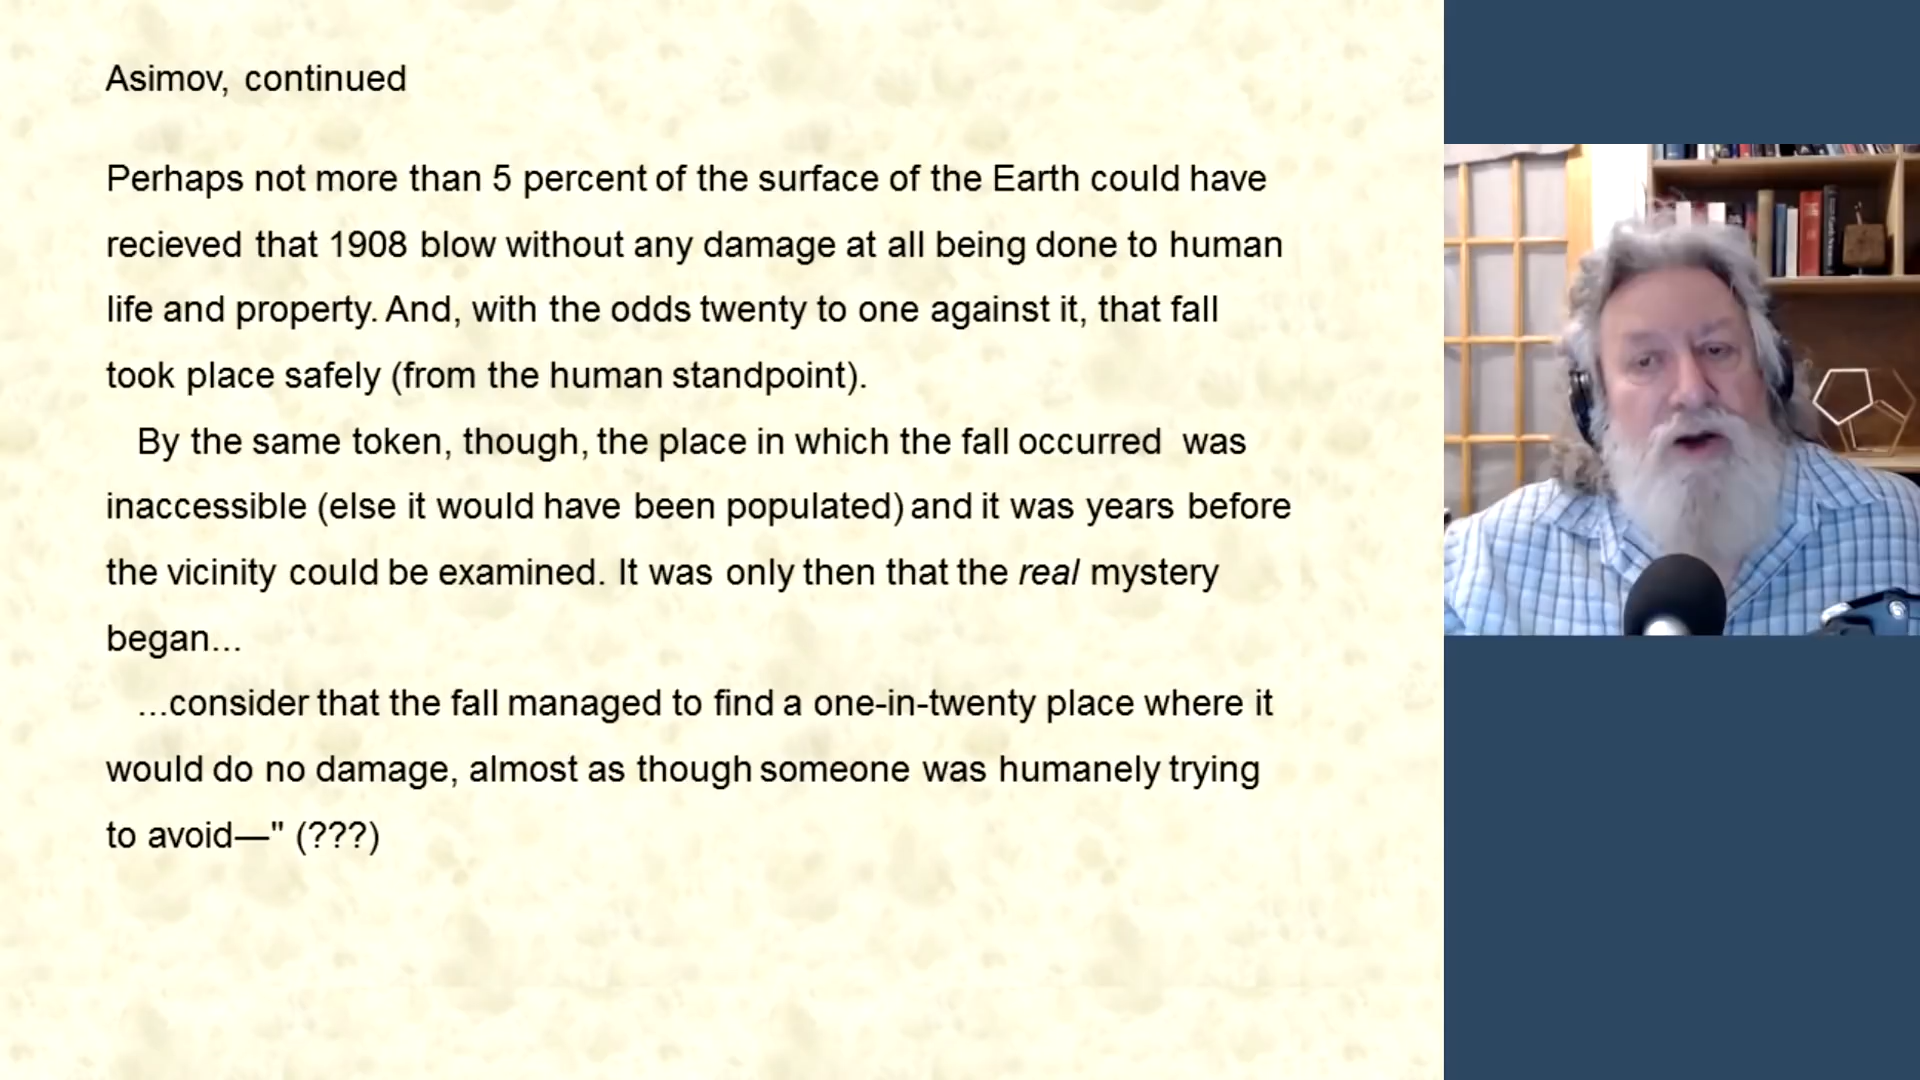 Asimov, continued
Perhaps not more than 5 percent of the surface of the Earth could have
recieved that 1908 blow without any damage at all being done to human
life and property. And, with the odds twenty to one against it, that fall
took place safely (from the human standpoint).
By the same token, though, the place in which the fall occurred was
inaccessible (else it would have been populated) and it was years before
the vicinity could be examined. It was only then that the real mystery
began...
...consider that the fall managed to find a one-in-twenty place where it
would do no damage, almost as though someone was humanely trying
to avoid—" (???)